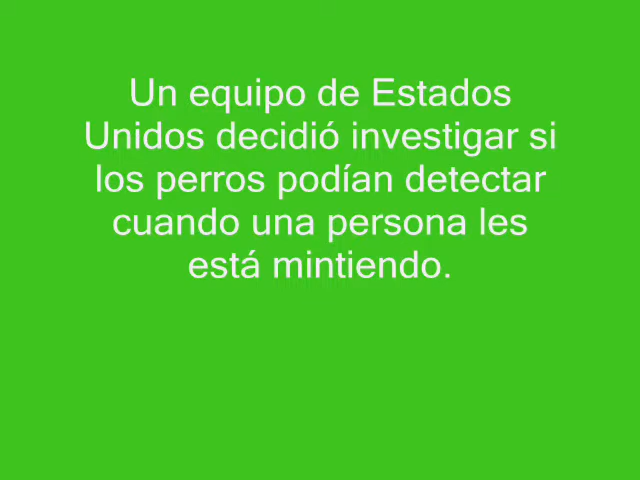 Un equipo de Estados
Unidos decidió investigar si
los perros podían detectar
cuando una persona les
está mintiendo.